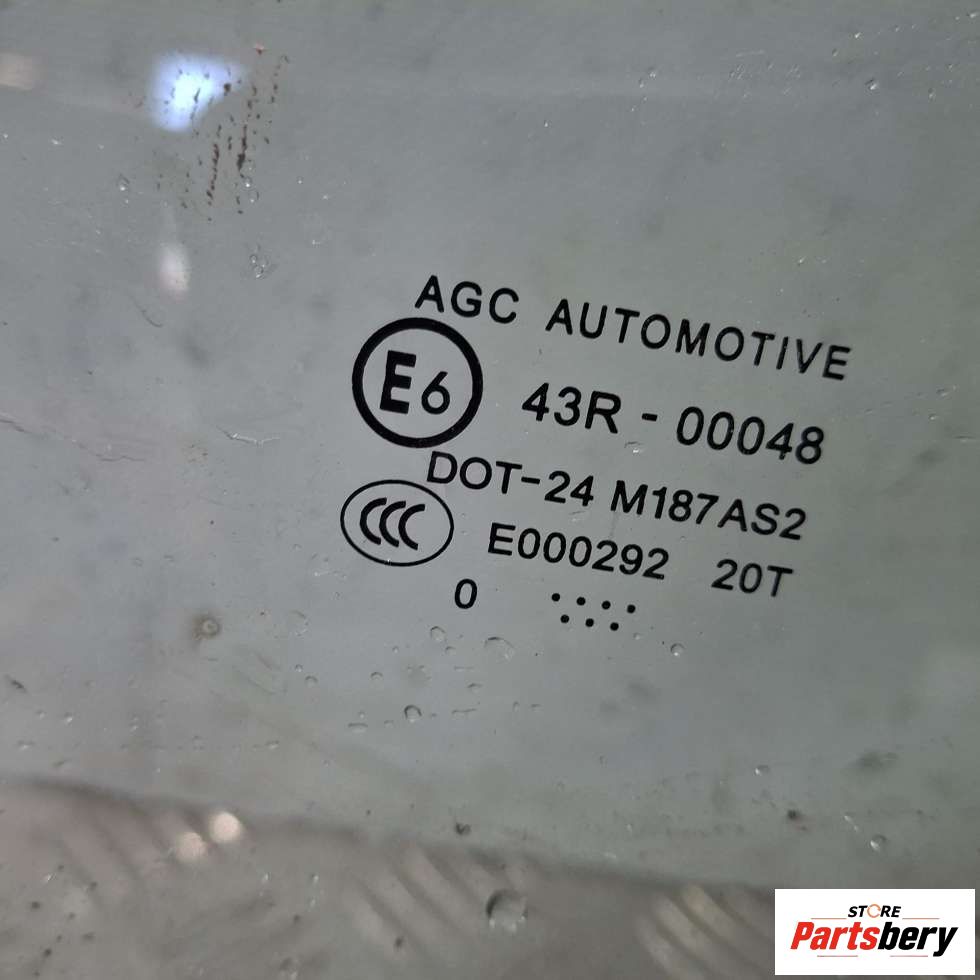 AGC AUTOMOTIVE
E6 43R - 00048
DOT-24 M187AS2
CCC E000292 20T
0
STORE
Partsbery